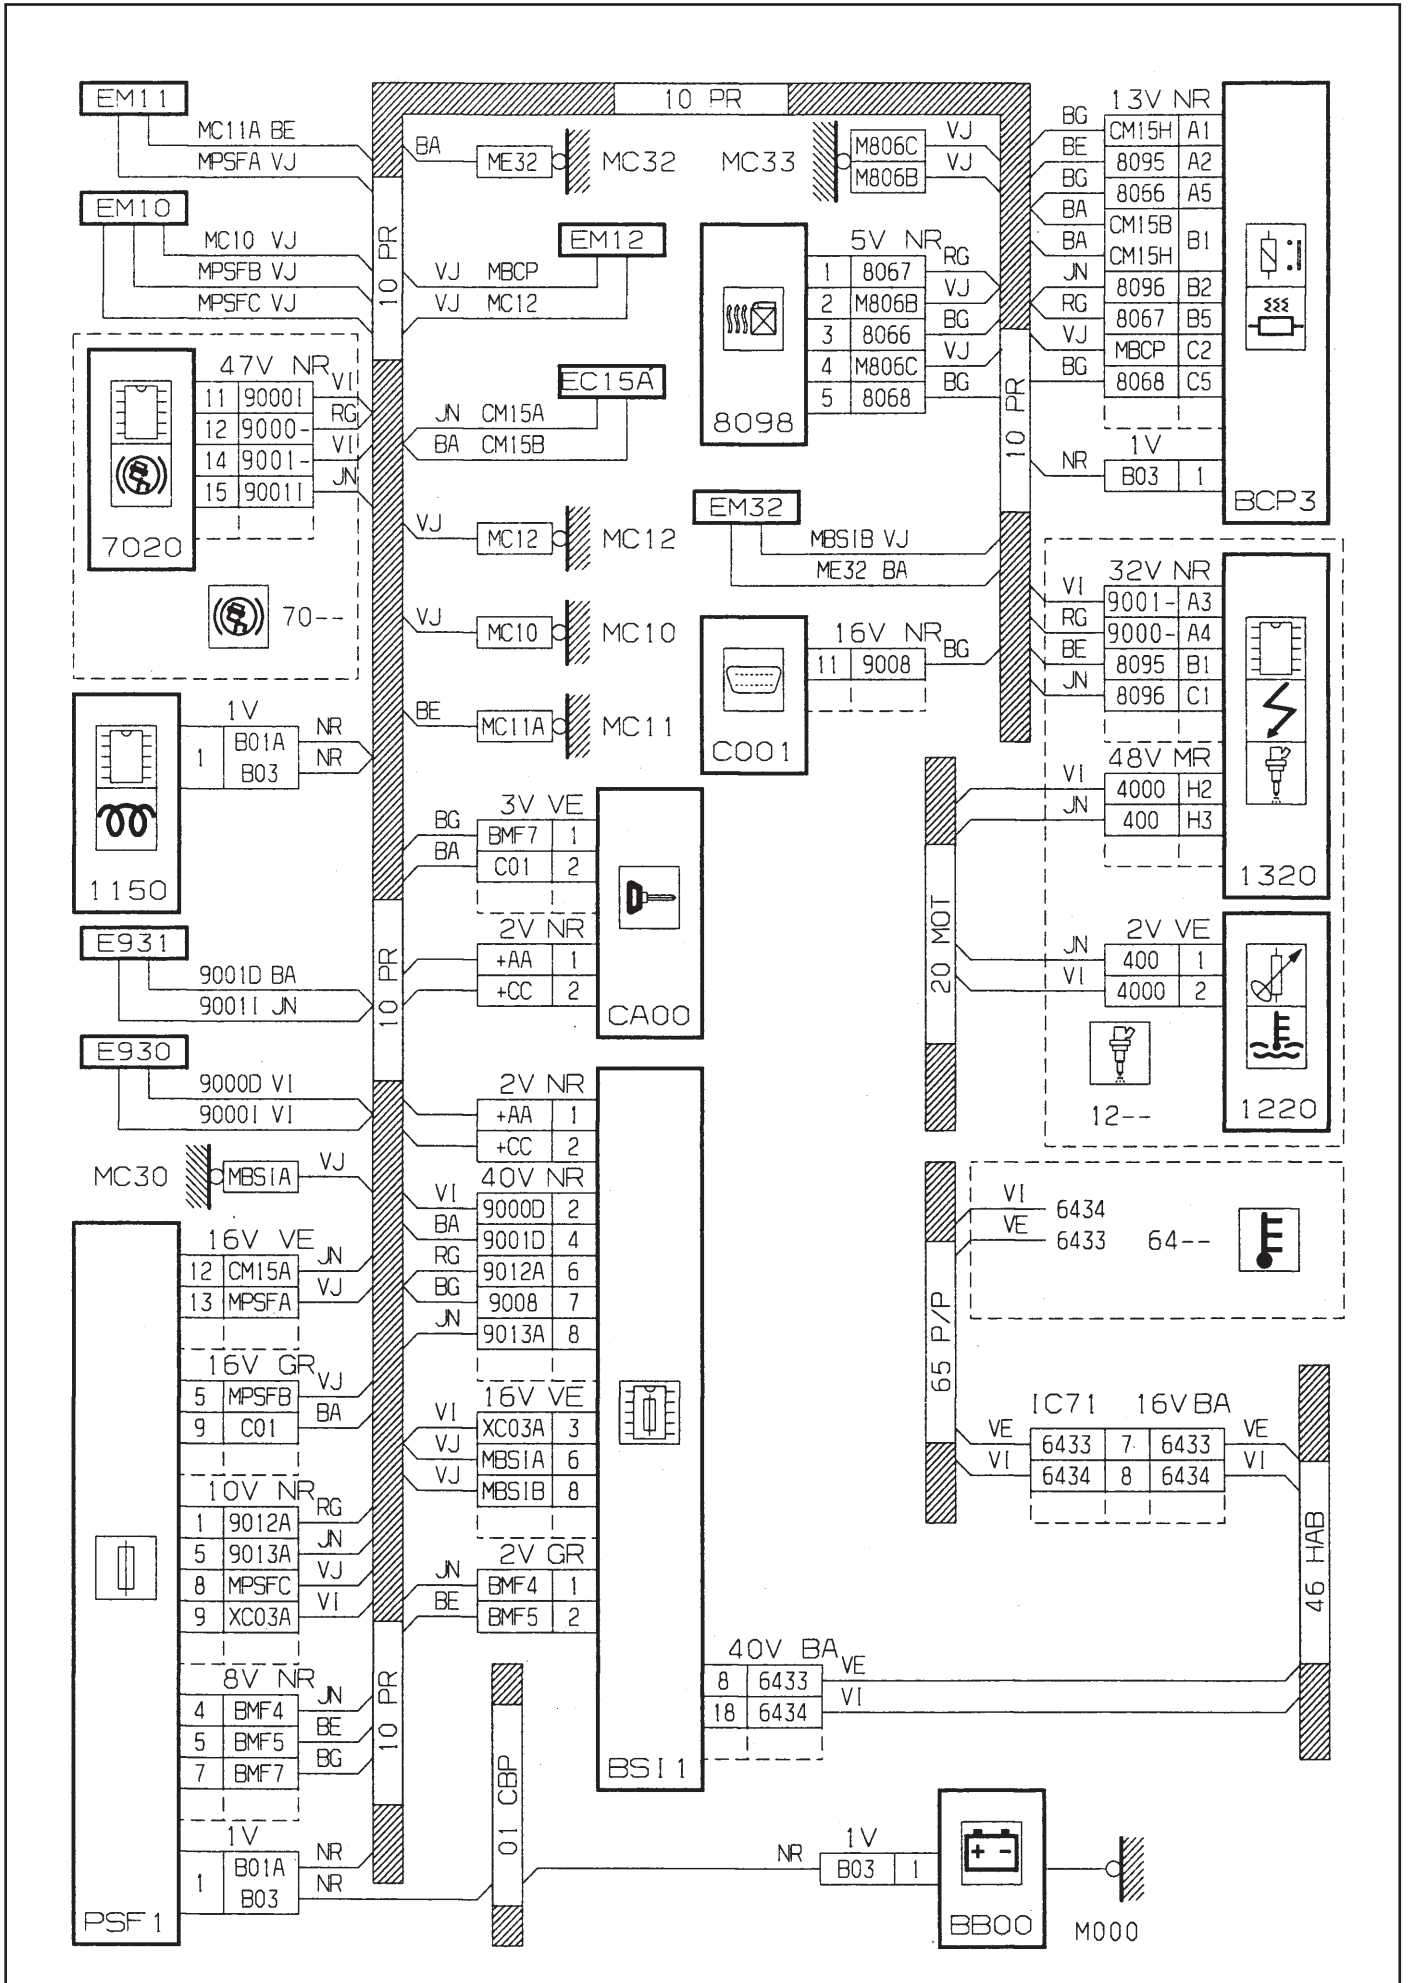 10 PR
EM11
MC11A BE
MPSFA VJ
EM10
MC10 VJ
MPSFB VJ
MPSFC VJ
10 PR
BA
ME32
MC32
EM12
VJ MBCP
VJ MC12
MC33
M806C VJ
M806B VJ
8098
5V NR
1 8067 RG
2 M806B VJ
3 8066 BG
4 M806C VJ
5 8068 BG
10 PR
13V NR
BG CM15H A1
BE 8095 A2
BG 8066 A5
BA CM15B B1
BA CM15H
JN 8096 B2
RG 8067 B5
VJ MBCP C2
BG 8068 C5
1V
NR B03 1
BCP3
47V NR
11 9000I VI
12 9000- RG
14 9001- VI
15 9001I JN
7020
70--
EC15A
JN CM15A
BA CM15B
VJ MC12 MC12
VJ MC10 MC10
BE MC11A MC11
EM32
MBSIB VJ
ME32 BA
16V NR
11 9008 BG
C001
32V NR
VI 9001- A3
RG 9000- A4
BE 8095 B1
JN 8096 C1
48V MR
VI 4000 H2
JN 400 H3
1320
1V
1 B01A NR
B03 NR
1150
3V VE
BG BMF7 1
BA C01 2
2V NR
+AA 1
+CC 2
CA00
20 MOT
2V VE
JN 400 1
VI 4000 2
1220
12--
E931
9001D BA
9001I JN
10 PR
E930
9000D VI
9000I VI
MC30 MBSIA VJ
2V NR
+AA 1
+CC 2
40V NR
VI 9000D 2
BA 9001D 4
RG 9012A 6
BG 9008 7
JN 9013A 8
16V VE
VI XC03A 3
VJ MBSIA 6
VJ MBSIB 8
2V GR
JN BMF4 1
BE BMF5 2
BSI1
40V BA
8 6433 VE
18 6434 VI
65 P/P
VI 6434
VE 6433
64--
IC71 16V BA
VE 6433 7 6433 VE
VI 6434 8 6434 VI
46 HAB
16V VE
12 CM15A JN
13 MPSFA VJ
16V GR
5 MPSFB VJ
9 C01 BA
10V NR
1 9012A RG
5 9013A JN
8 MPSFC VJ
9 XC03A VI
8V NR
4 BMF4 JN
5 BMF5 BE
7 BMF7 BG
10 PR
1V
1 B01A NR
B03 NR
PSF1
01 CBP
1V
NR B03 1
+ -
BB00
M000